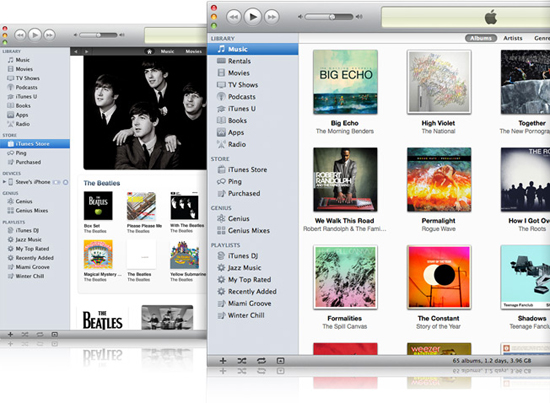 LIBRARY
Music
Movies
TV Shows
Podcasts
iTunes U
Books
Apps
Radio
STORE
iTunes Store
Ping
Purchased
DEVICES
Steve's iPhone
GENIUS
Genius
Genius Mixes
PLAYLISTS
iTunes DJ
Jazz Music
My Top Rated
Recently Added
Miami Groove
Winter Chill
Music Movies
The Beatles
THE BEATLES
Box Set
The Beatles
Please Please Me
The Beatles
With The Beatles
The Beatles
Magical Mystery ...
The Beatles
The Beatles
The Beatles
Yellow Submarine
The Beatles
THE BEATLES
LIBRARY
Music
Rentals
Movies
TV Shows
Podcasts
iTunes U
Books
Apps
Radio
STORE
iTunes Store
Ping
Purchased
GENIUS
Genius
Genius Mixes
PLAYLISTS
iTunes DJ
Jazz Music
My Top Rated
Recently Added
Miami Groove
Winter Chill
Albums Artists Genre
BIG ECHO
Big Echo
The Morning Benders
High Violet
The National
Together
The New Pornogra
ROBERT RANDOLPH
We Walk This Road
Robert Randolph & The Fami...
Permalight
Rogue Wave
How I Got Ove
The Roots
Formalities
The Spill Canvas
The Constant
Story of the Year
Teenage Fanclub
Shadows
Teenage Fanclub
weezer
65 albums, 1.2 days, 3.96 GB